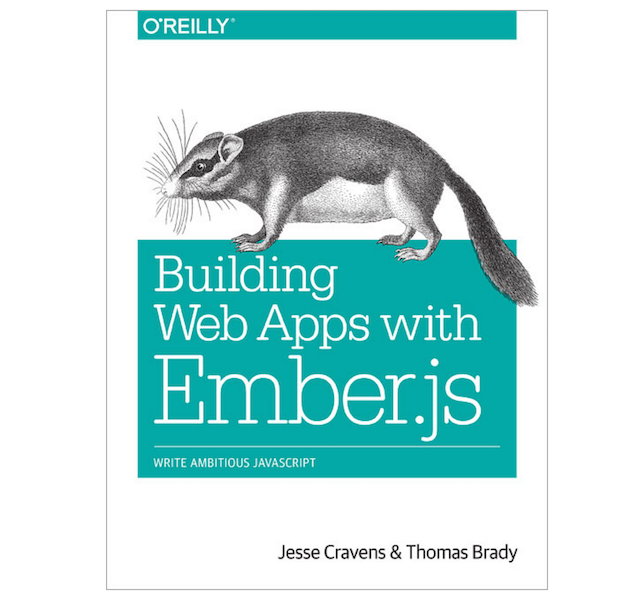 O'REILLY®
Building
Web Apps with
Ember.js
WRITE AMBITIOUS JAVASCRIPT
Jesse Cravens & Thomas Brady